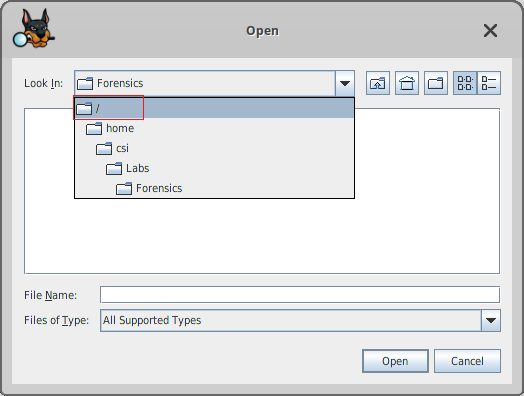 Open
Look In: Forensics
/
home
csi
Labs
Forensics
File Name:
Files of Type: All Supported Types
Open Cancel